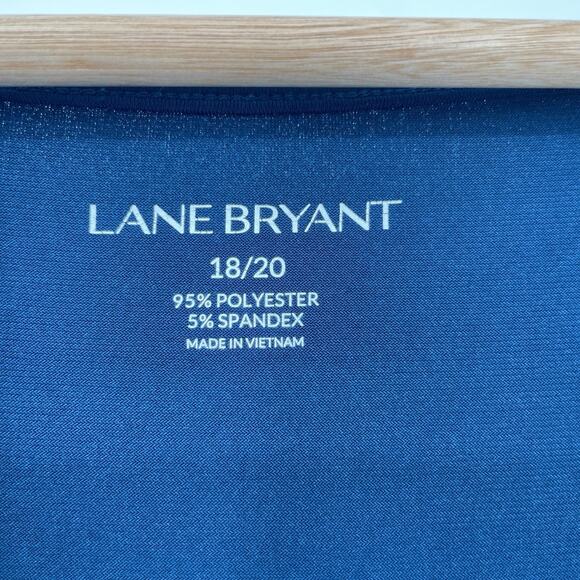 LANE BRYANT
18/20
95% POLYESTER
5% SPANDEX
MADE IN VIETNAM